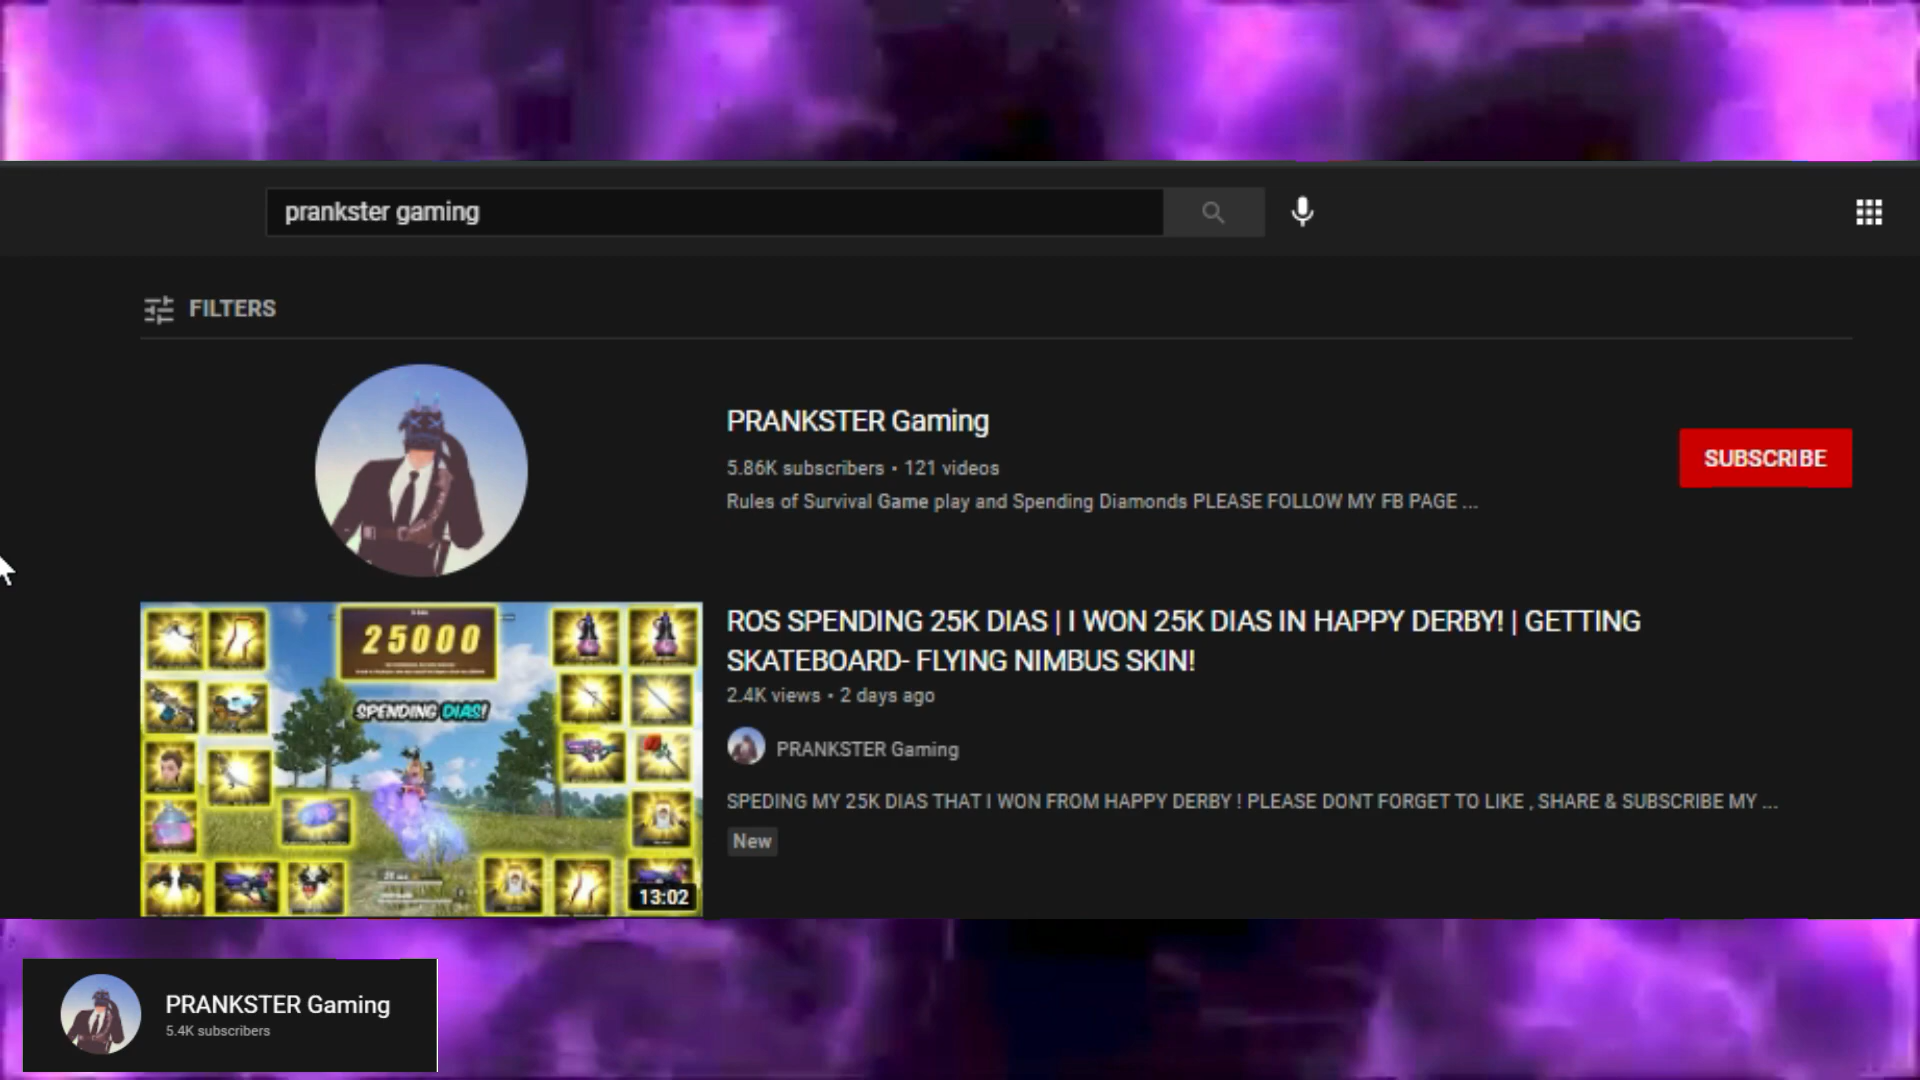 prankster gaming
FILTERS
PRANKSTER Gaming
5.86K subscribers • 121 videos
Rules of Survival Game play and Spending Diamonds PLEASE FOLLOW MY FB PAGE ...
SUBSCRIBE
25000
SPENDING DIAS!
13:02
ROS SPENDING 25K DIAS | I WON 25K DIAS IN HAPPY DERBY! | GETTING
SKATEBOARD- FLYING NIMBUS SKIN!
2.4K views • 2 days ago
PRANKSTER Gaming
SPEDING MY 25K DIAS THAT I WON FROM HAPPY DERBY ! PLEASE DONT FORGET TO LIKE , SHARE & SUBSCRIBE MY ...
New
PRANKSTER Gaming
5.4K subscribers